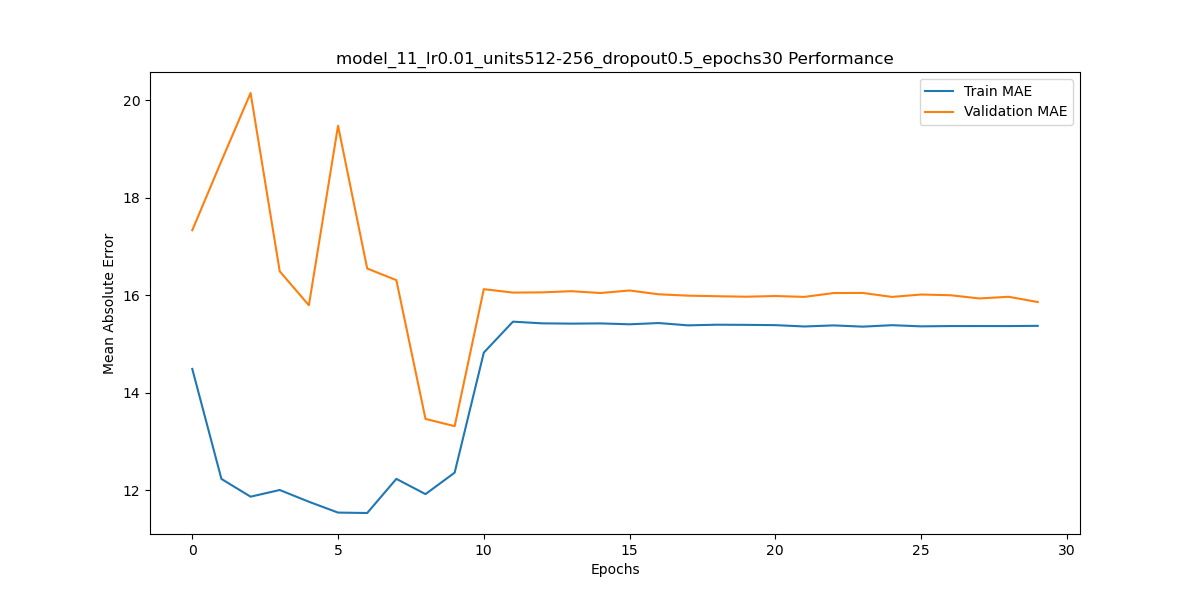 model_11_lr0.01_units512-256_dropout0.5_epochs30 Performance
Train MAE
Validation MAE
Mean Absolute Error
20
18
16
14
12
0 5 10 15 20 25 30
Epochs